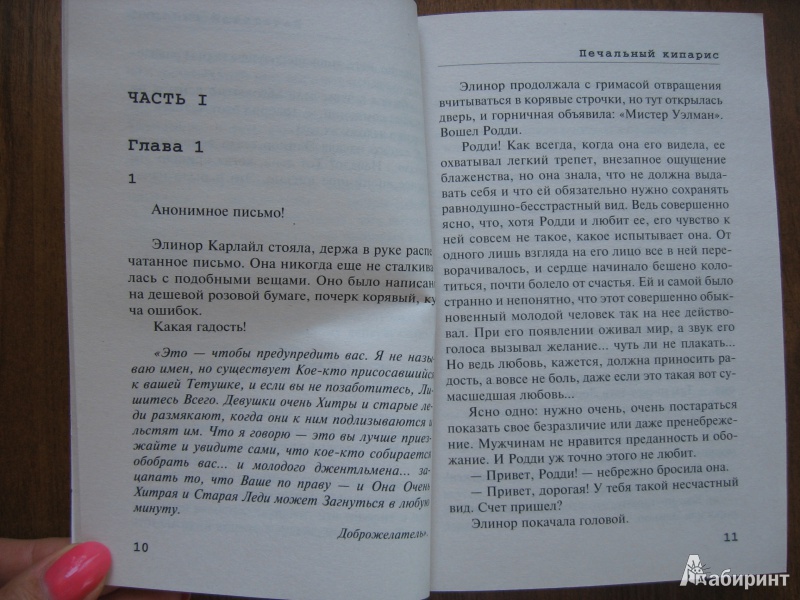 ЧАСТЬ I
Глава 1
1
Анонимное письмо!
Элинор Карлайл стояла, держа в руке распе
чатанное письмо. Она никогда еще не сталкива
лась с подобными вещами. Оно было написан
на дешевой розовой бумаге, почерк корявый, ку
ча ошибок.
Какая гадость!
«Это — чтобы предупредить вас. Я не назы
ваю имен, но существует Кое-кто присосавшийся
к вашей Тетушке, и если вы не позаботитесь, Ли
шитесь Всего. Девушки очень Хитры и старые ле
ди размякают, когда они к ним подлизываются и
льстят им. Что я говорю — это вы лучше приез
жайте и увидите сами, что кое-кто собирается
обобрать вас... и молодого джентльмена... за
цапать то, что Ваше по праву — и Она Очень
Хитрая и Старая Леди может Загнуться в любую
минуту.
Доброжелатель».
10
Печальный кипарис
Элинор продолжала с гримасой отвращения
вчитываться в корявые строчки, но тут открылась
дверь, и горничная объявила: «Мистер Уэлман».
Вошел Родди.
Родди! Как всегда, когда она его видела, ее
охватывал легкий трепет, внезапное ощущение
блаженства, но она знала, что не должна выда-
вать себя и что ей обязательно нужно сохранять
равнодушно-бесстрастный вид. Ведь совершенно
ясно, что, хотя Родди и любит ее, его чувство к
ней совсем не такое, какое испытывает она. От
одного лишь взгляда на его лицо все в ней пере-
ворачивалось, и сердце начинало бешено коло-
титься, почти болело от счастья. Ей и самой было
странно и непонятно, что этот совершенно обык-
новенный молодой человек так на нее действо-
вал. При его появлении оживал мир, а звук его
голоса вызывал желание... чуть ли не плакать...
Но ведь любовь, кажется, должна приносить ра-
дость, а вовсе не боль, даже если это такая вот су-
масшедшая любовь...
Ясно одно: нужно очень, очень постараться
показать свое безразличие или даже пренебре-
жение. Мужчинам не нравится преданность и обо-
жание. И Родди уж точно этого не любит.
— Привет, Родди! — небрежно бросила она.
— Привет, дорогая! У тебя такой несчастный
вид. Счет пришел?
Элинор покачала головой.
11
Лабиринт